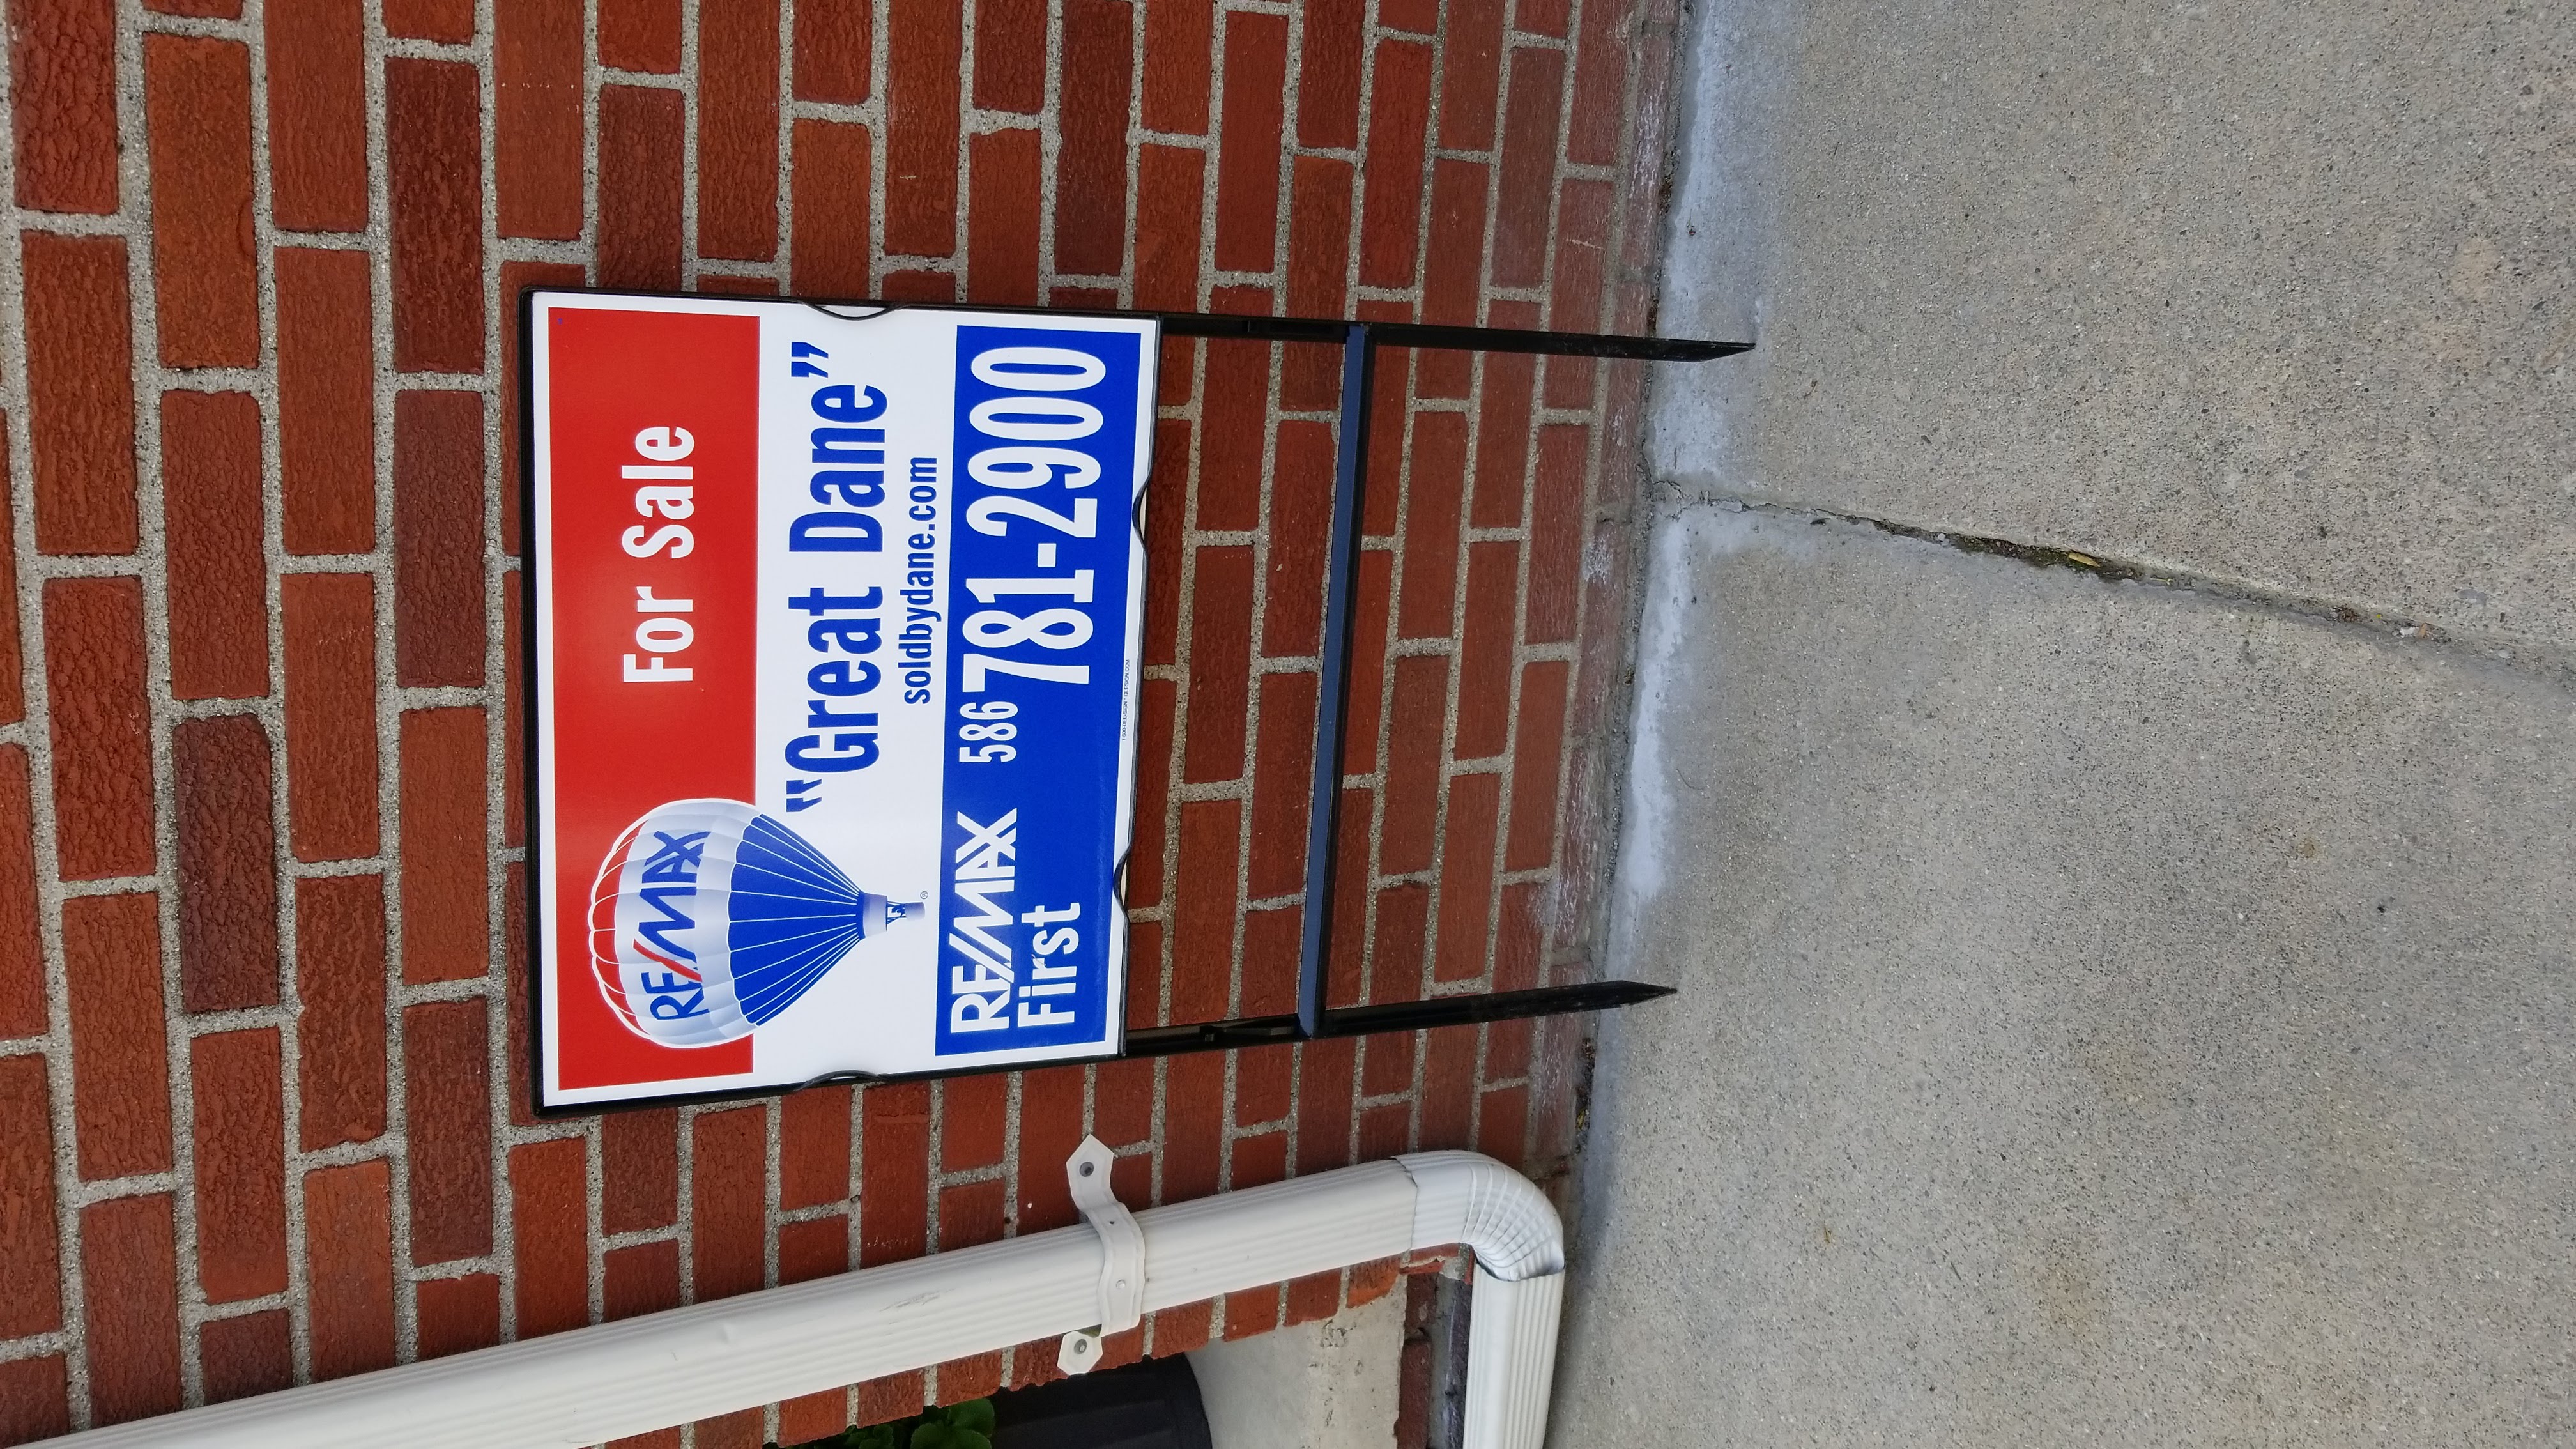 For Sale
RE/MAX
"Great Dane"
soldbydane.com
RE/MAX 586 781-2900
First